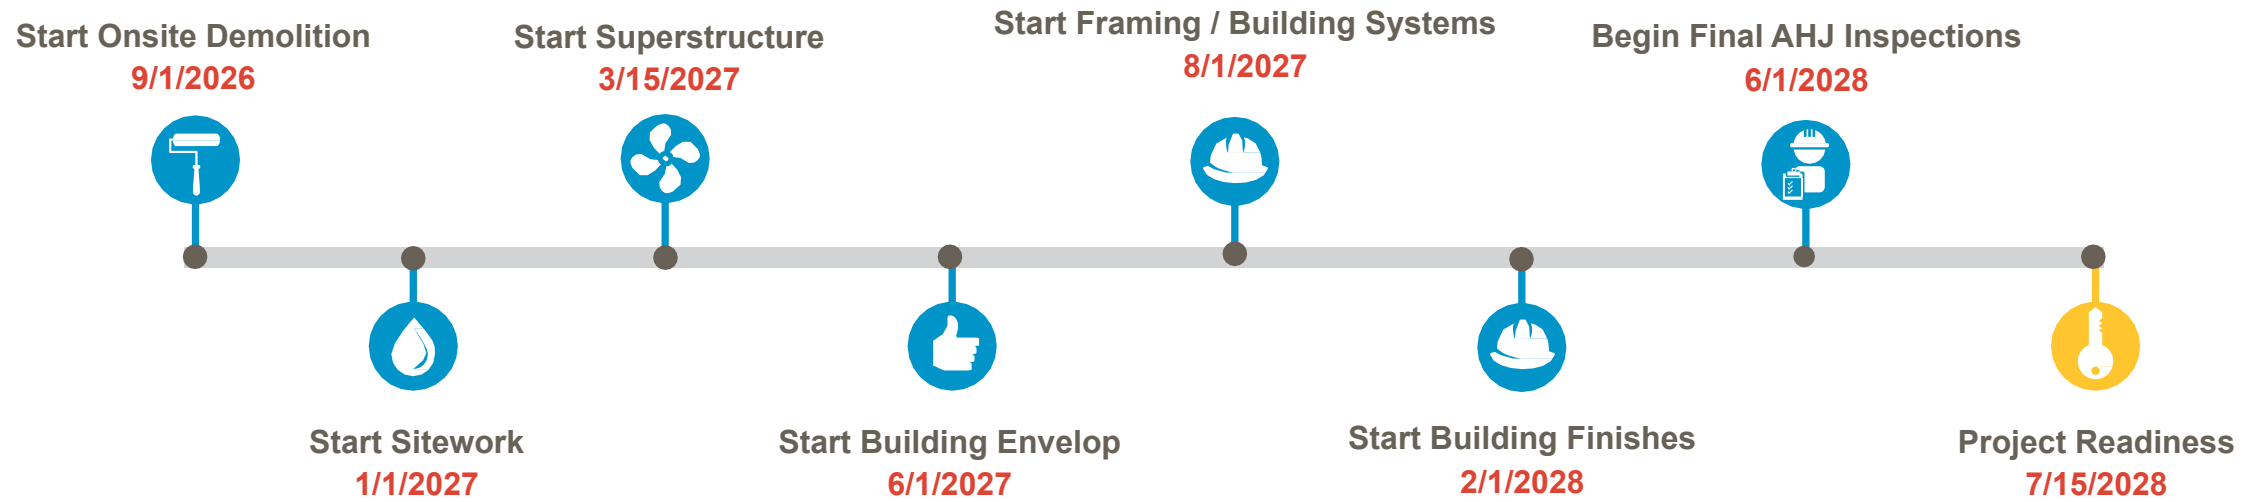 Start Onsite Demolition
9/1/2026
Start Sitework
1/1/2027
Start Superstructure
3/15/2027
Start Building Envelop
6/1/2027
Start Framing / Building Systems
8/1/2027
Start Building Finishes
2/1/2028
Begin Final AHJ Inspections
6/1/2028
Project Readiness
7/15/2028